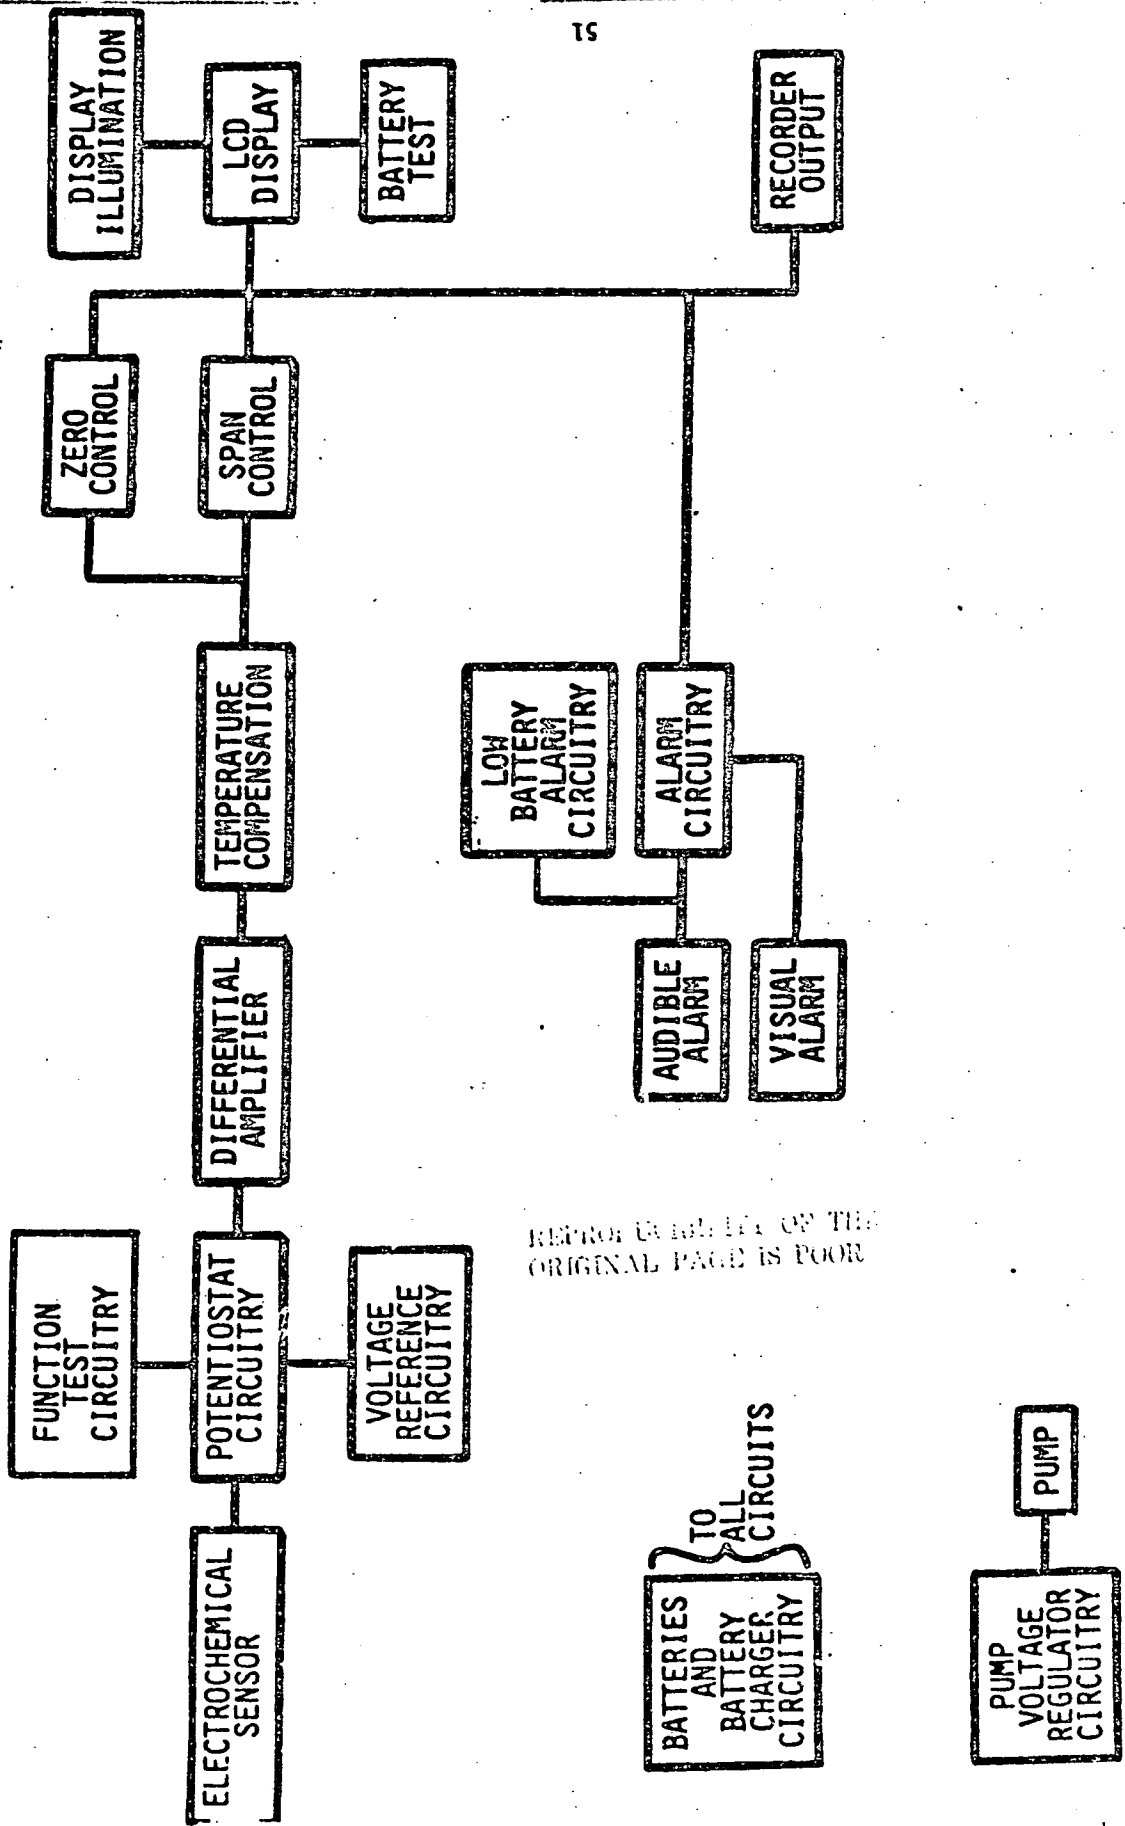 51
FUNCTION
TEST
CIRCUITRY
ELECTROCHEMICAL
SENSOR
POTENTIOSTAT
CIRCUITRY
VOLTAGE
REFERENCE
CIRCUITRY
DIFFERENTIAL
AMPLIFIER
TEMPERATURE
COMPENSATION
ZERO
CONTROL
SPAN
CONTROL
DISPLAY
ILLUMINATION
LCD
DISPLAY
BATTERY
TEST
LOW
BATTERY
ALARM
CIRCUITRY
AUDIBLE
ALARM
ALARM
CIRCUITRY
VISUAL
ALARM
RECORDER
OUTPUT
BATTERIES
AND
BATTERY
CHARGER
CIRCUITRY
TO
ALL
CIRCUITS
PUMP
VOLTAGE
REGULATOR
CIRCUITRY
PUMP
OF THE
ORIGINAL PAGE IS POOR